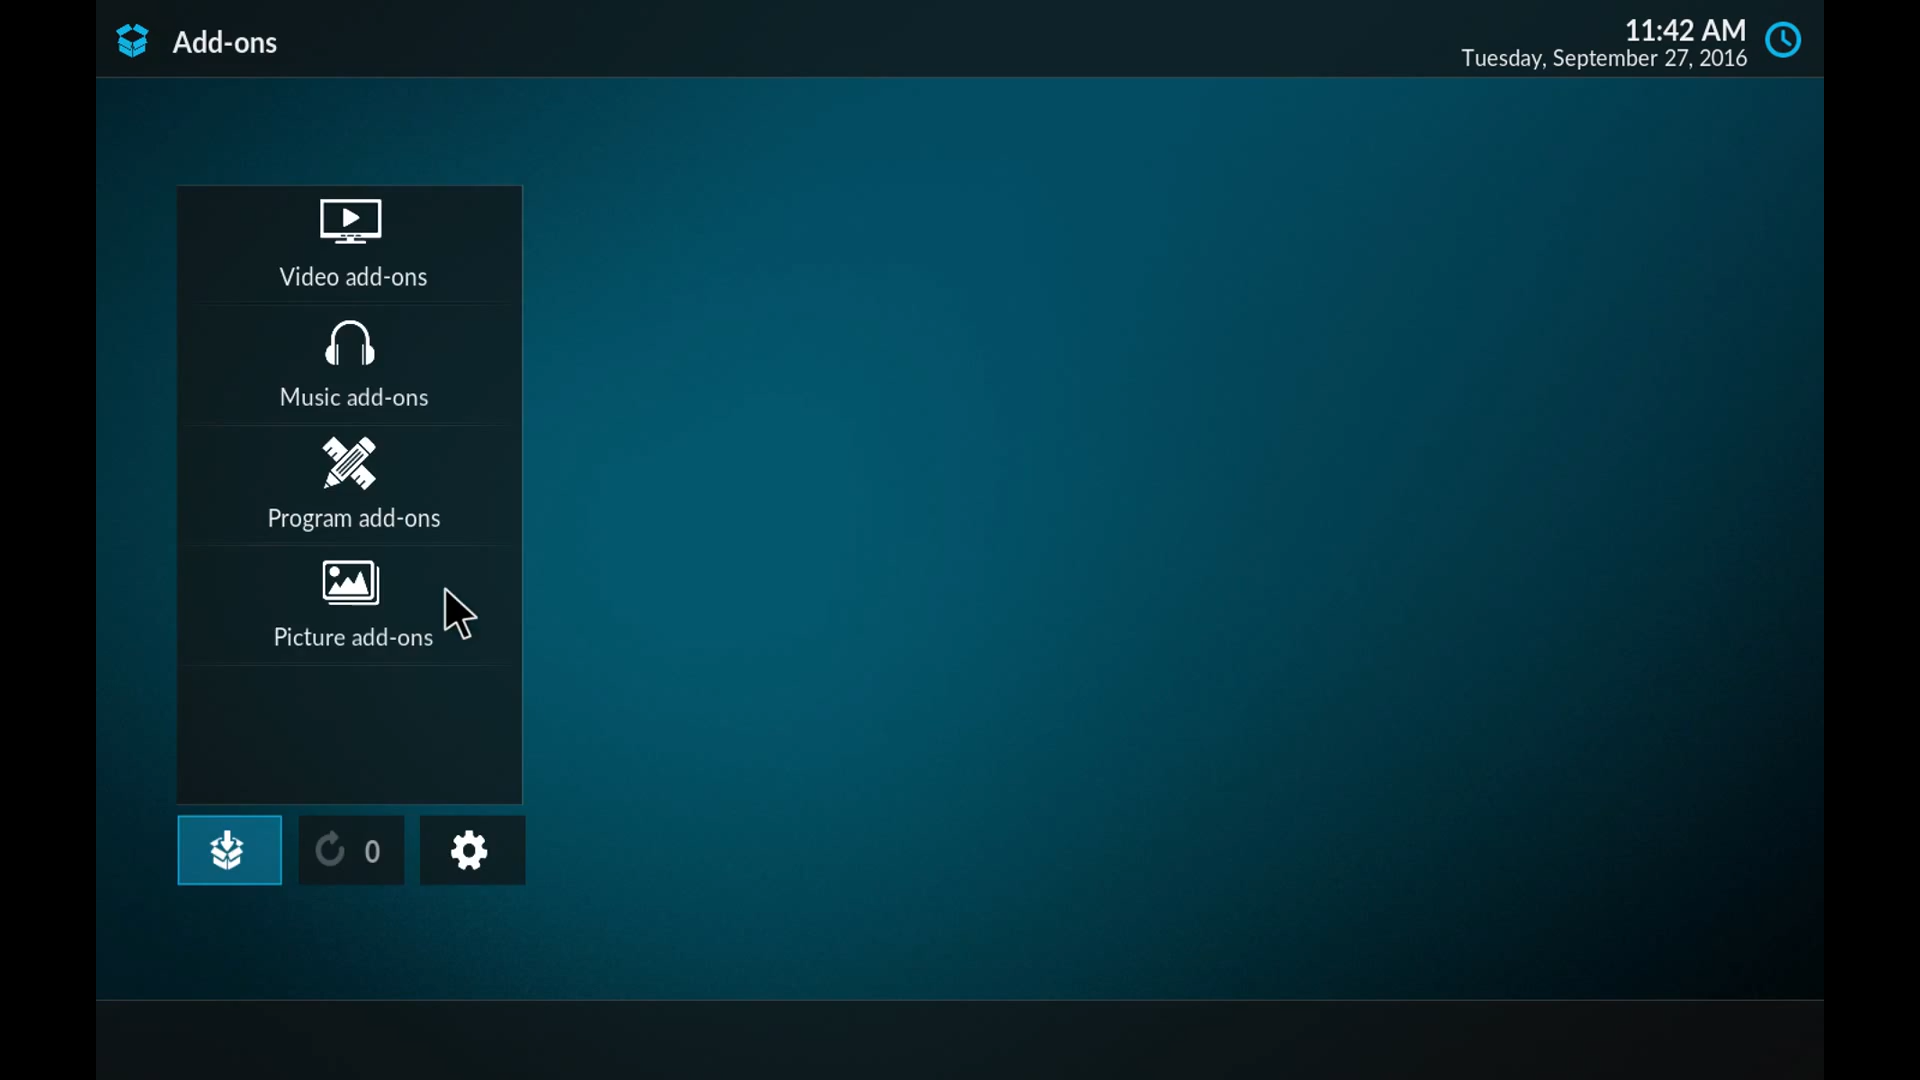 Add-ons
11:42 AM
Tuesday, September 27, 2016
Video add-ons
Music add-ons
Program add-ons
Picture add-ons
0